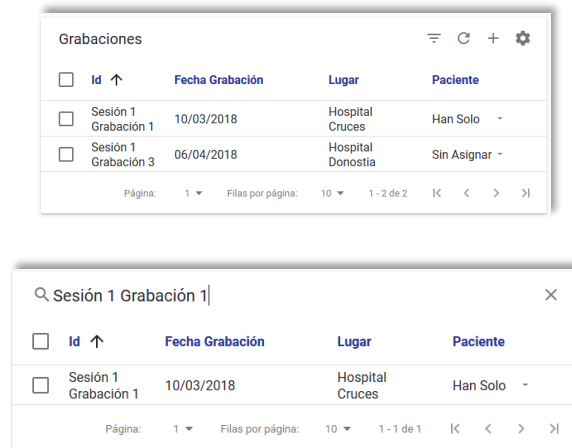 Grabaciones
Id Fecha Grabación Lugar Paciente
Sesión 1 Grabación 1 10/03/2018 Hospital Cruces Han Solo
Sesión 1 Grabación 3 06/04/2018 Hospital Donostia Sin Asignar
Página: 1 Filas por página: 10 1 - 2 de 2
Sesión 1 Grabación 1
Id Fecha Grabación Lugar Paciente
Sesión 1 Grabación 1 10/03/2018 Hospital Cruces Han Solo
Página: 1 Filas por página: 10 1 - 1 de 1